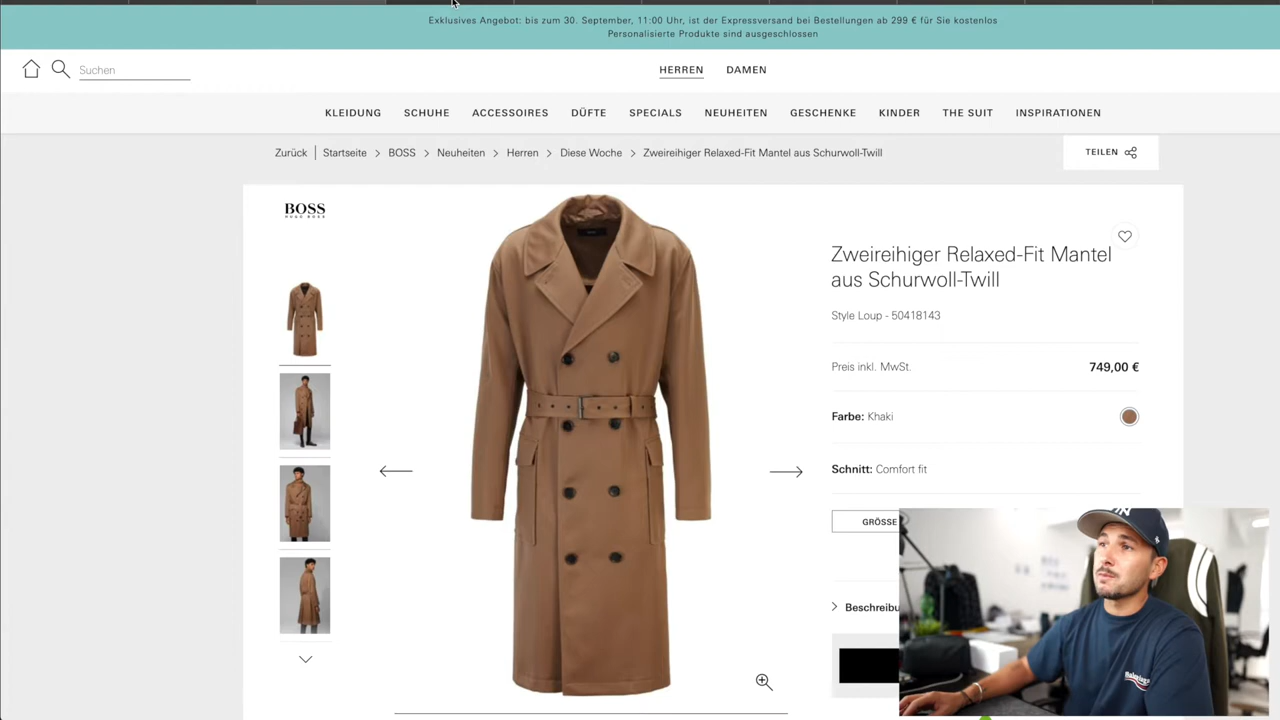 Exklusives Angebot: bis zum 30. September, 11:00 Uhr, ist der Expressversand bei Bestellungen ab 299 € für Sie kostenlos
Personalisierte Produkte sind ausgeschlossen
Suchen
HERREN DAMEN
KLEIDUNG SCHUHE ACCESSOIRES DÜFTE SPECIALS NEUHEITEN GESCHENKE KINDER THE SUIT INSPIRATIONEN
Zurück | Startseite > BOSS > Neuheiten > Herren > Diese Woche > Zweireihiger Relaxed-Fit Mantel aus Schurwoll-Twill
TEILEN
BOSS
HUGO BOSS
Zweireihiger Relaxed-Fit Mantel
aus Schurwoll-Twill
Style Loup - 50418143
Preis inkl. MwSt. 749,00 €
Farbe: Khaki
Schnitt: Comfort fit
GRÖSSE
Beschreibu
Balenciaga